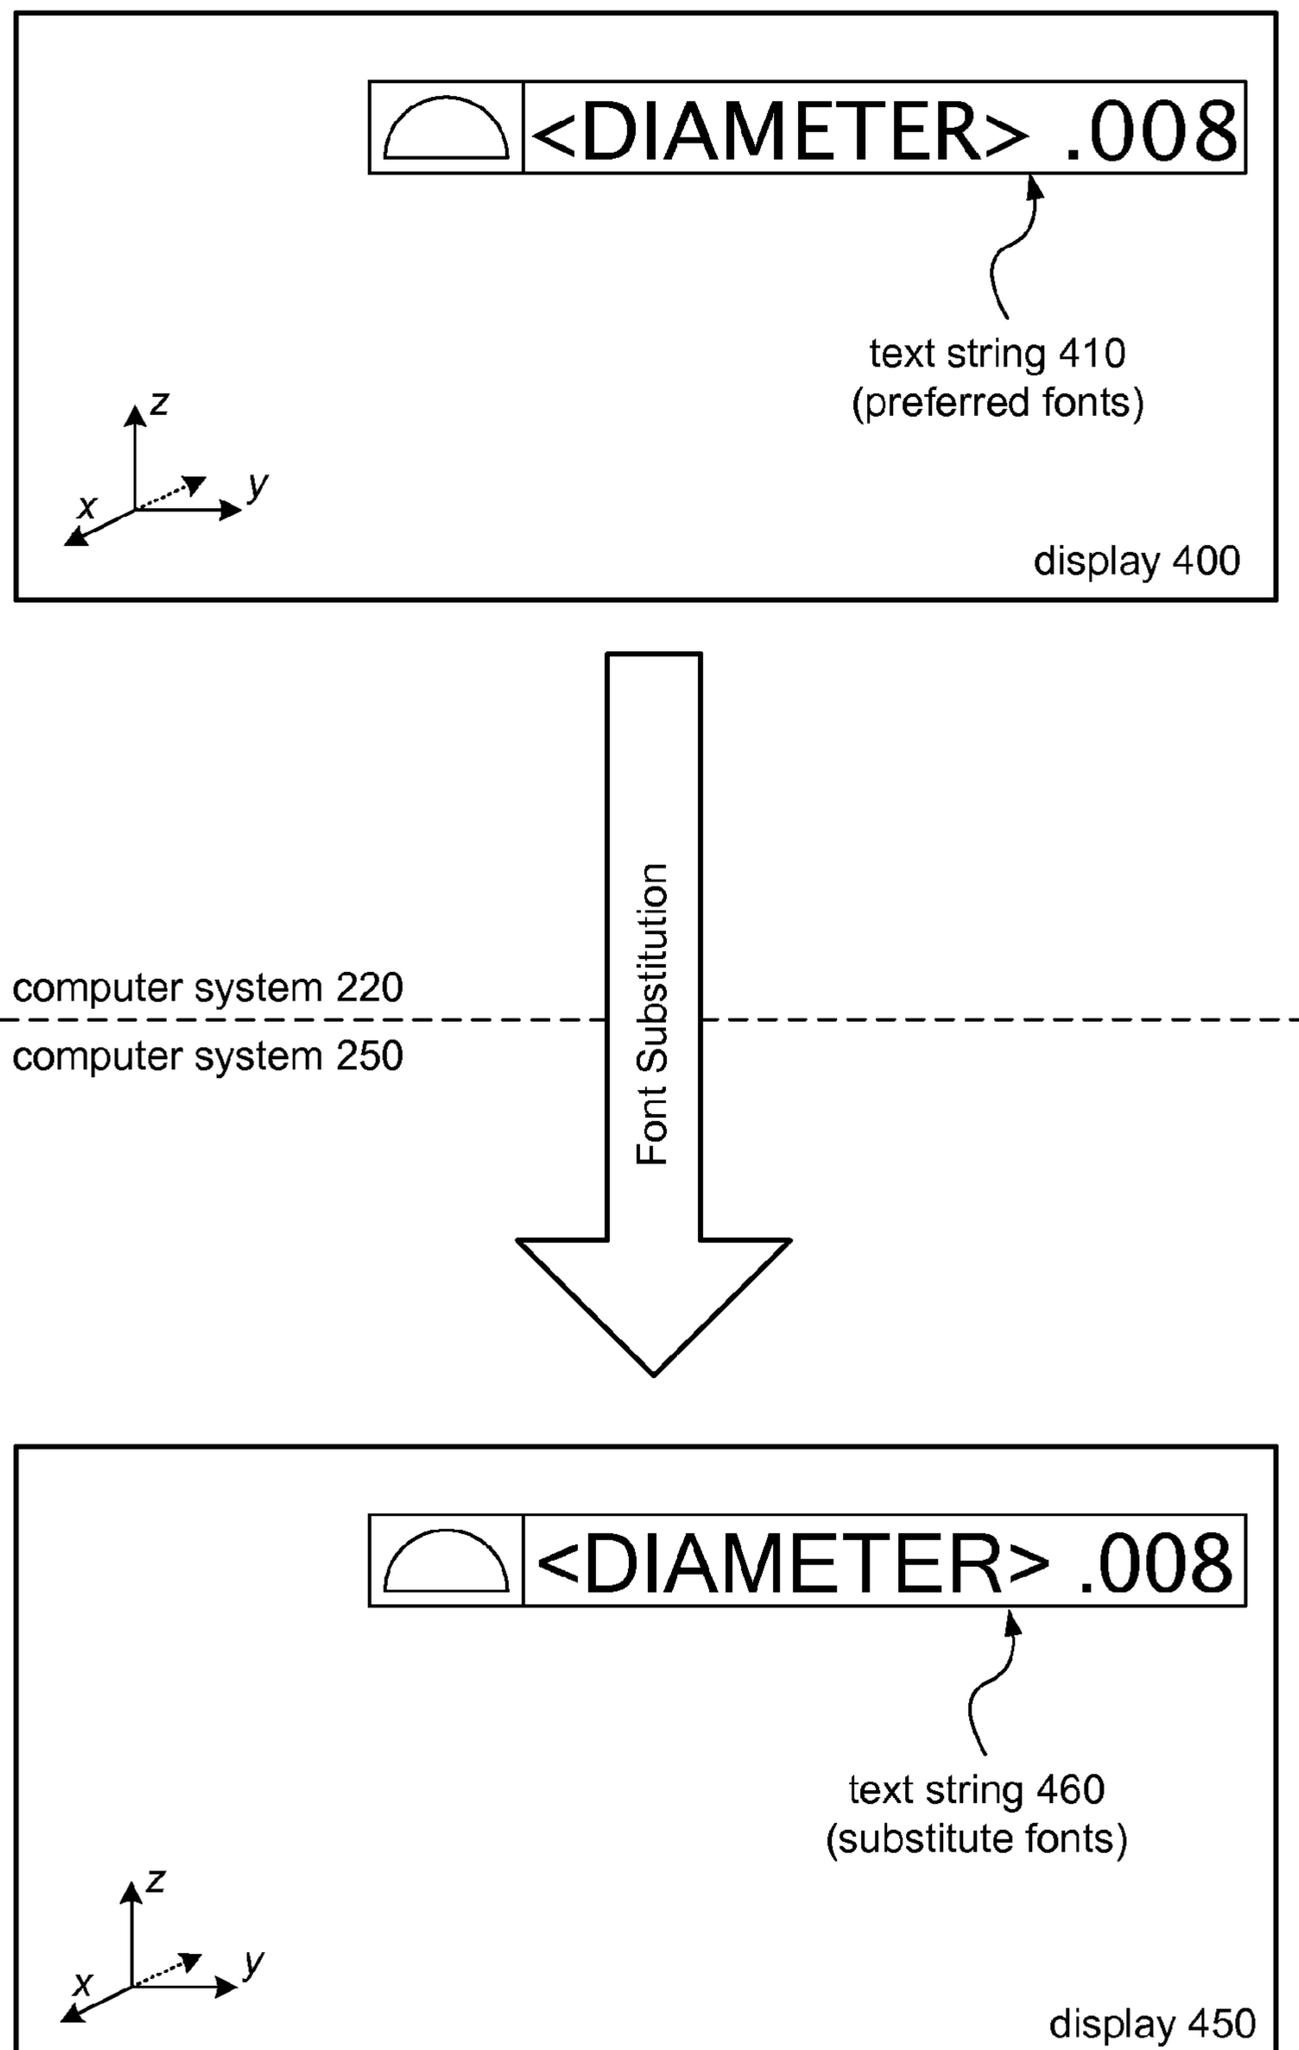 <DIAMETER> .008
text string 410
(preferred fonts)
z
y
x
display 400
Font Substitution
computer system 220
computer system 250
<DIAMETER> .008
text string 460
(substitute fonts)
z
y
x
display 450